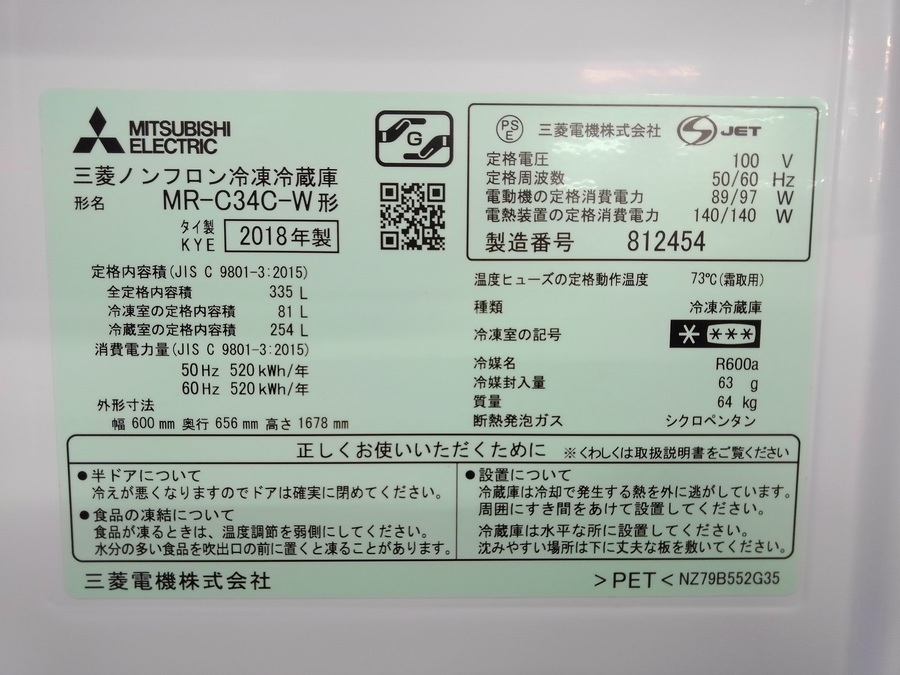 MITSUBISHI
ELECTRIC
三菱ノンフロン冷凍冷蔵庫
形名 MR-C34C-W形
タイ製
KYE 2018年製
G
定格内容積(JIS C 9801-3:2015)
全定格内容積 335 L
冷凍室の定格内容積 81 L
冷蔵室の定格内容積 254 L
消費電力量(JIS C 9801-3:2015)
50Hz 520kWh/年
60Hz 520kWh/年
外形寸法
幅 600mm 奥行 656mm 高さ 1678mm
PSE 三菱電機株式会社 JET
定格電圧 100 V
定格周波数 50/60 Hz
電動機の定格消費電力 89/97 W
電熱装置の定格消費電力 140/140 W
製造番号 812454
温度ヒューズの定格動作温度 73℃(霜取用)
種類 冷凍冷蔵庫
冷凍室の記号 * ***
冷媒名 R600a
冷媒封入量 63 g
質量 64 kg
断熱発泡ガス シクロペンタン
正しくお使いいただくために ※くわしくは取扱説明書をご覧ください
●半ドアについて
冷えが悪くなりますのでドアは確実に閉めてください。
●食品の凍結について
食品が凍るときは、温度調節を弱側にしてください。
水分の多い食品を吹出口の前に置くと凍ることがあります。
●設置について
冷蔵庫は冷却で発生する熱を外に逃がしています。
周囲にすき間をあけて設置してください。
冷蔵庫は水平な所に設置してください。
沈みやすい場所は下に丈夫な板を敷いてください。
三菱電機株式会社 >PET< NZ79B552G35